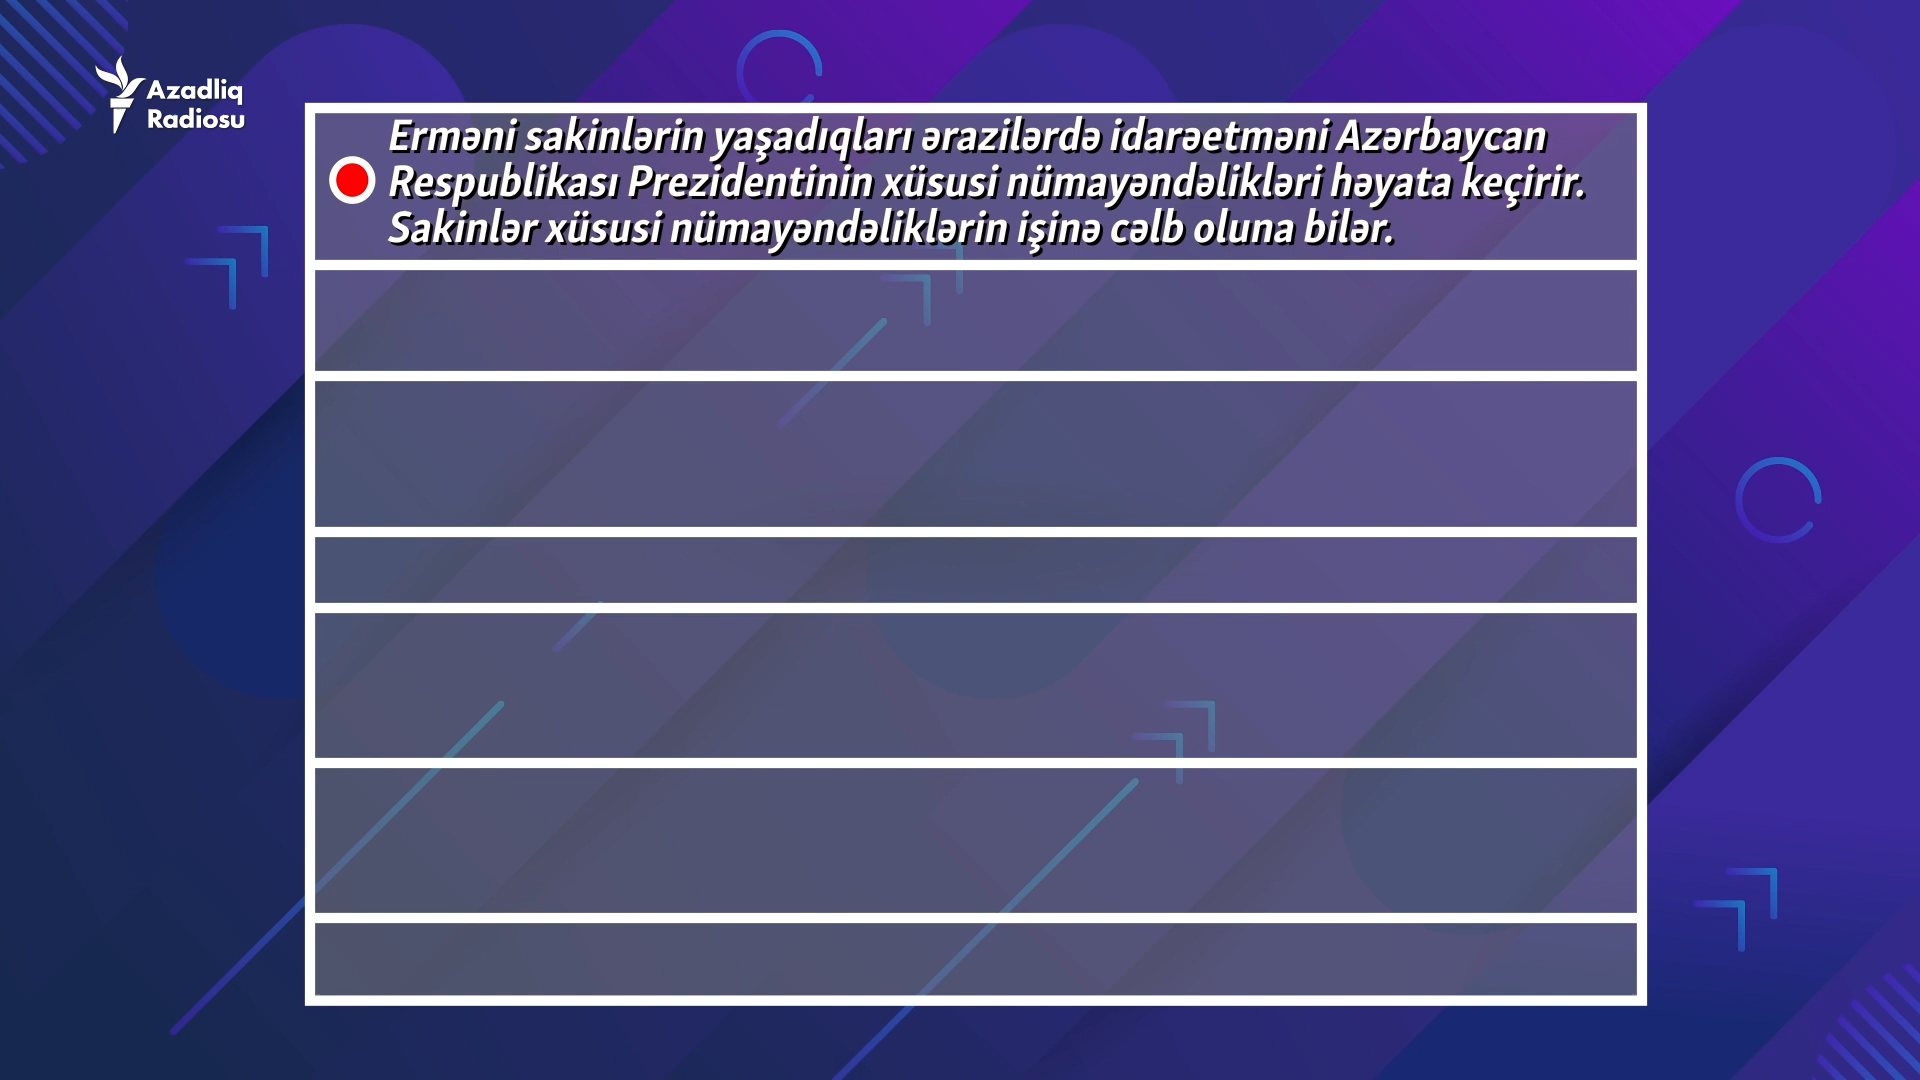 Azadlıq
Radiosu
Erməni sakinlərin yaşadıqları ərazilərdə idarəetməni Azərbaycan
Respublikası Prezidentinin xüsusi nümayəndəlikləri həyata keçirir.
Sakinlər xüsusi nümayəndəliklərin işinə cəlb oluna bilər.